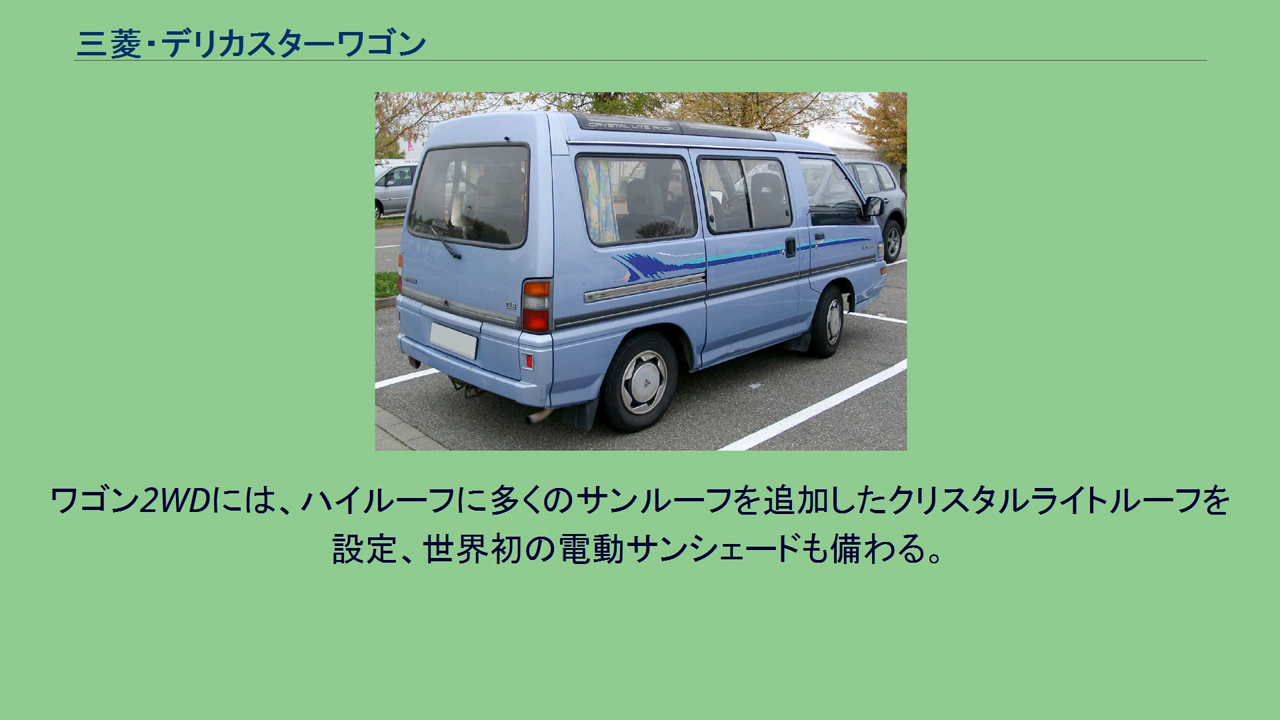 三菱・デリカスターワゴン
CRYSTAL LITE ROOF
ワゴン2WDには、ハイルーフに多くのサンルーフを追加したクリスタルライトルーフを
設定、世界初の電動サンシェードも備わる。